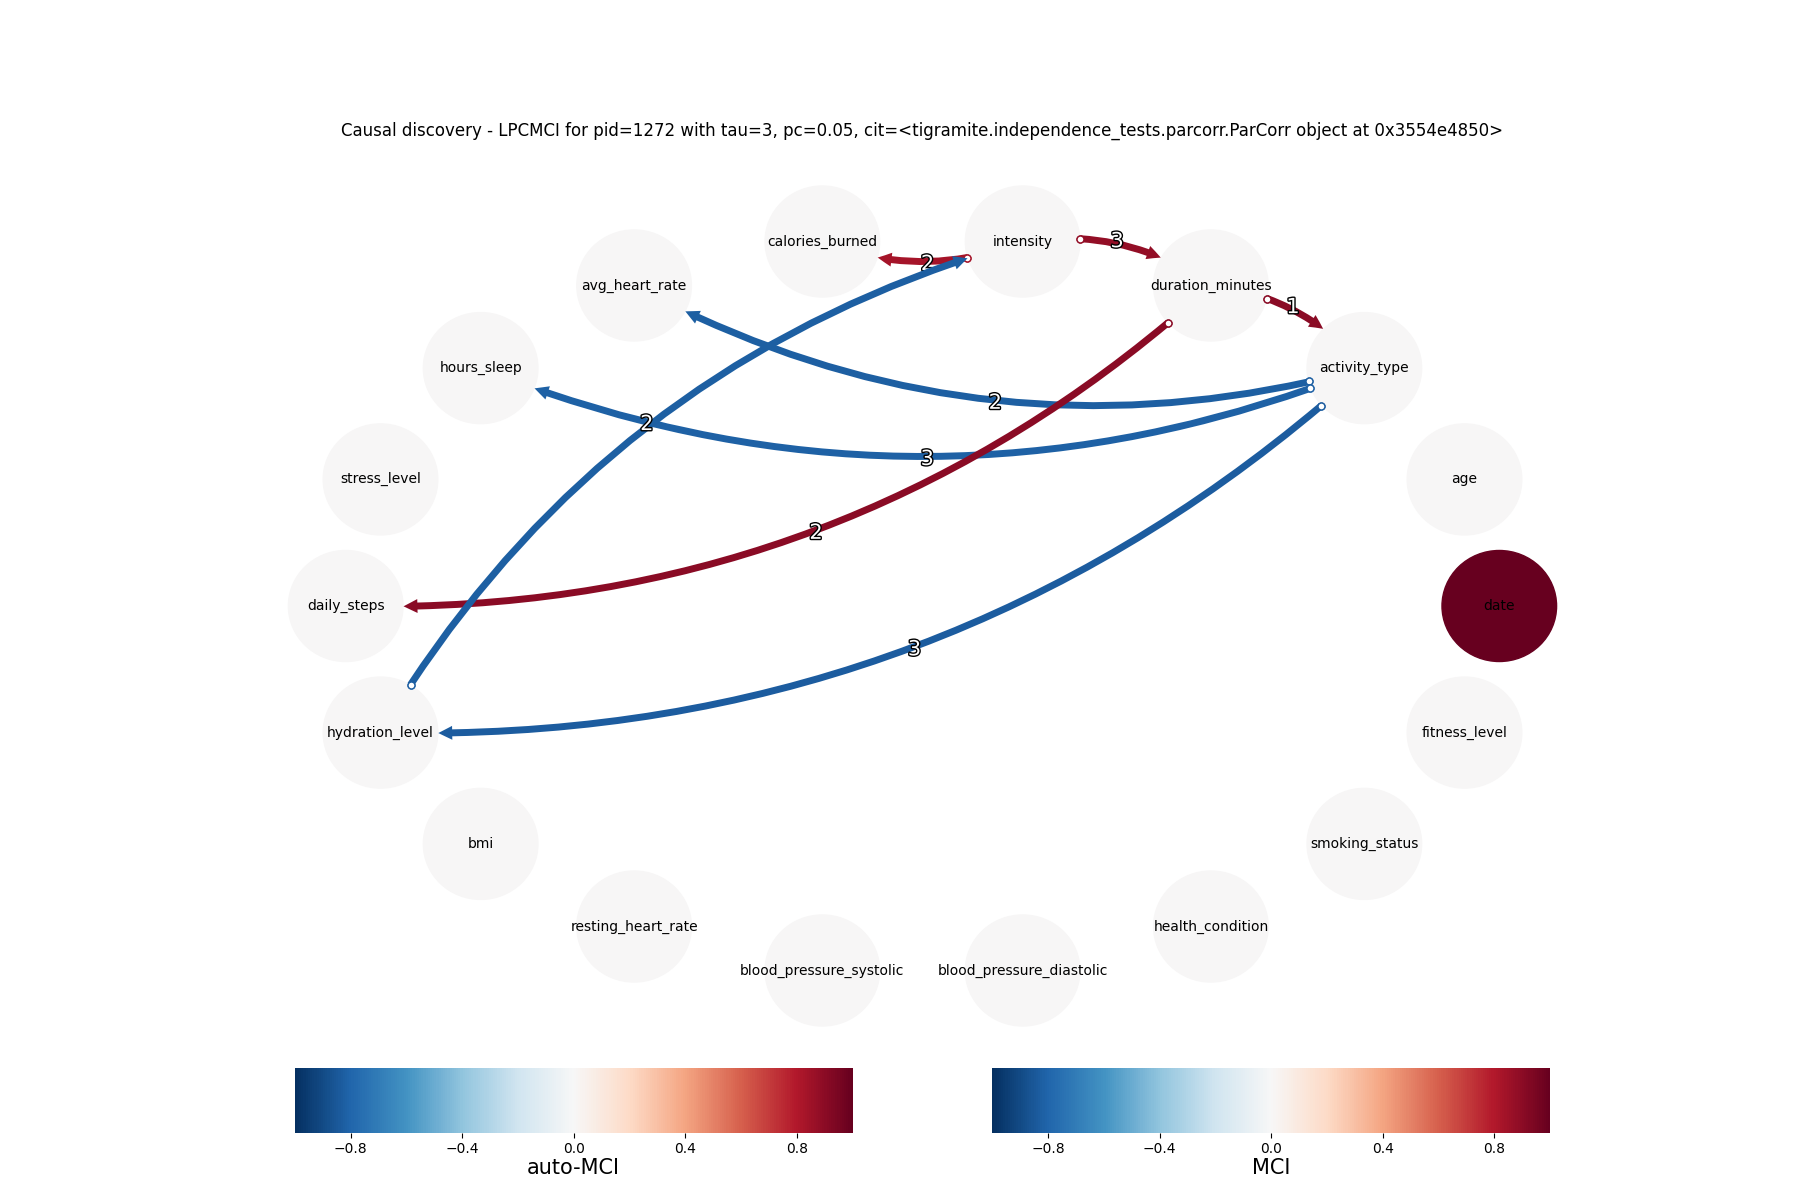 Causal discovery - LPCMCI for pid=1272 with tau=3, pc=0.05, cit=<tigramite.independence_tests.parcorr.ParCorr object at 0x3554e4850>
calories_burned
intensity
3
2
avg_heart_rate
duration_minutes
1
hours_sleep
activity_type
2
2
3
stress_level
age
2
daily_steps
date
3
hydration_level
fitness_level
bmi
smoking_status
resting_heart_rate
health_condition
blood_pressure_systolic
blood_pressure_diastolic
−0.8 −0.4 0.0 0.4 0.8
auto-MCI
−0.8 −0.4 0.0 0.4 0.8
MCI